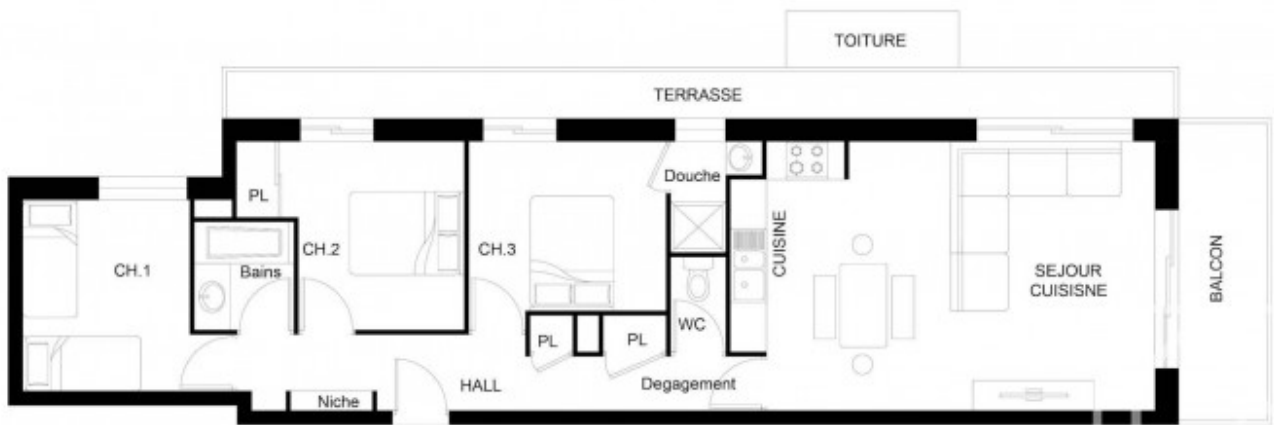 TOITURE
TERRASSE
PL
Douche
CH.1
Bains
CH.2
CH.3
CUISINE
SEJOUR
CUISISNE
BALCON
WC
PL
PL
HALL
Degagement
Niche